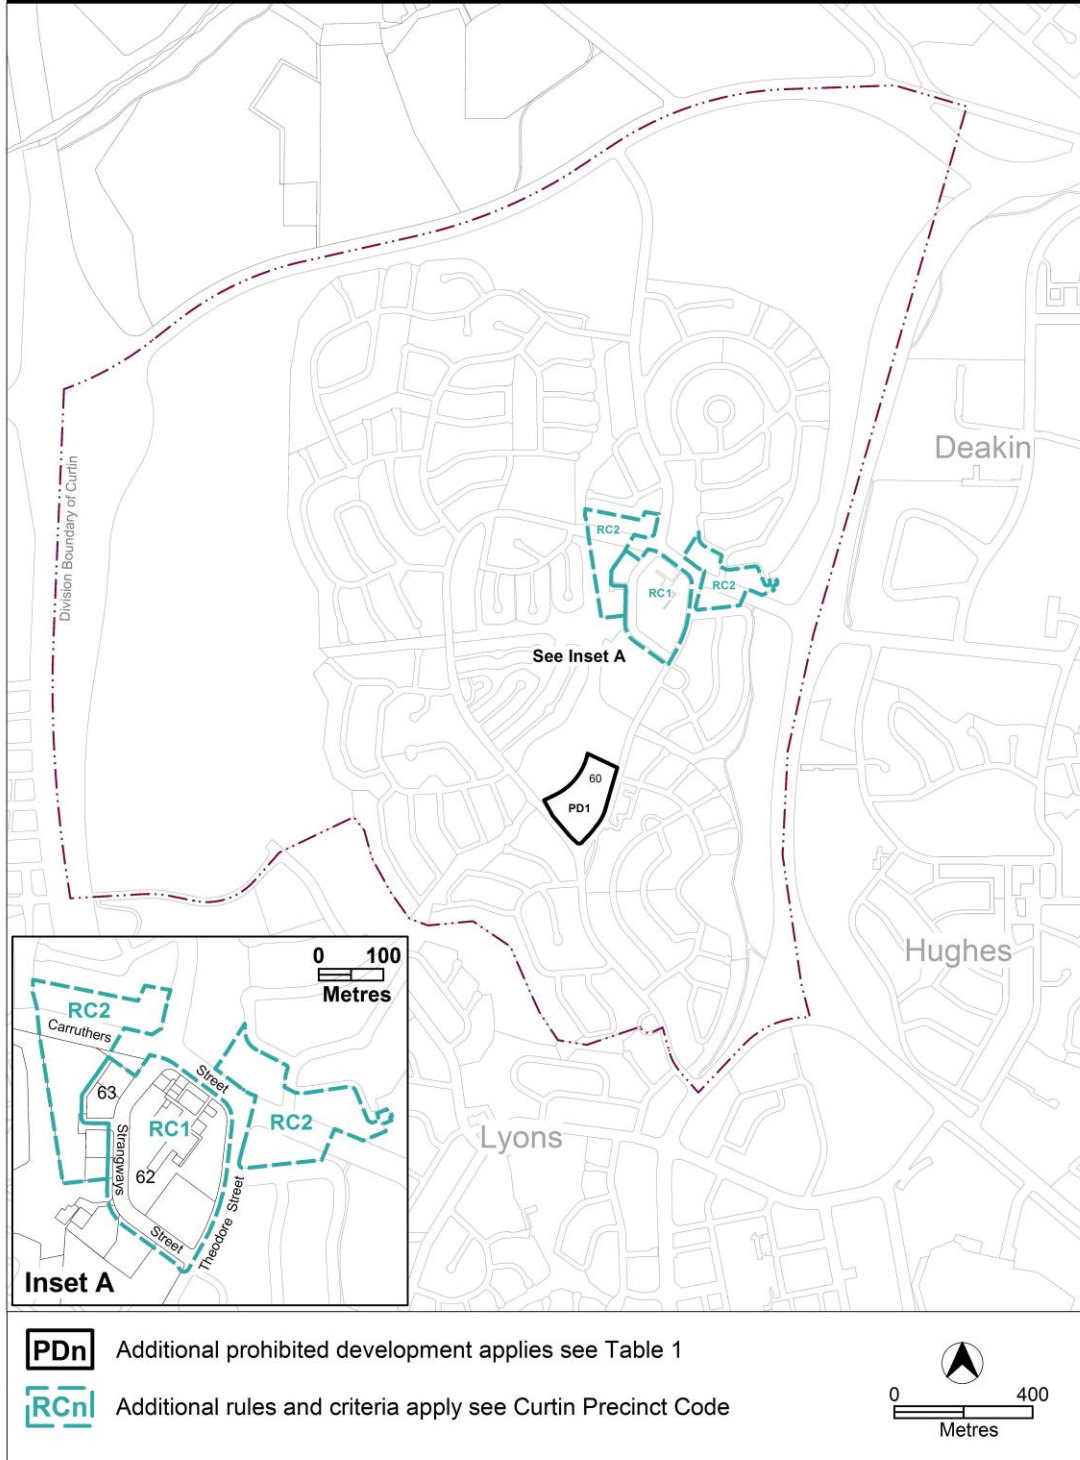 Deakin
Division Boundary of Curtin
RC2
RC1
RC2
See Inset A
60
PD1
Hughes
Lyons
0 100
Metres
RC2
Carruthers
Street
63
RC1
RC2
Strangways
62
Street
Theodore Street
Inset A
PDn
Additional prohibited development applies see Table 1
RCn
Additional rules and criteria apply see Curtin Precinct Code
0 400
Metres